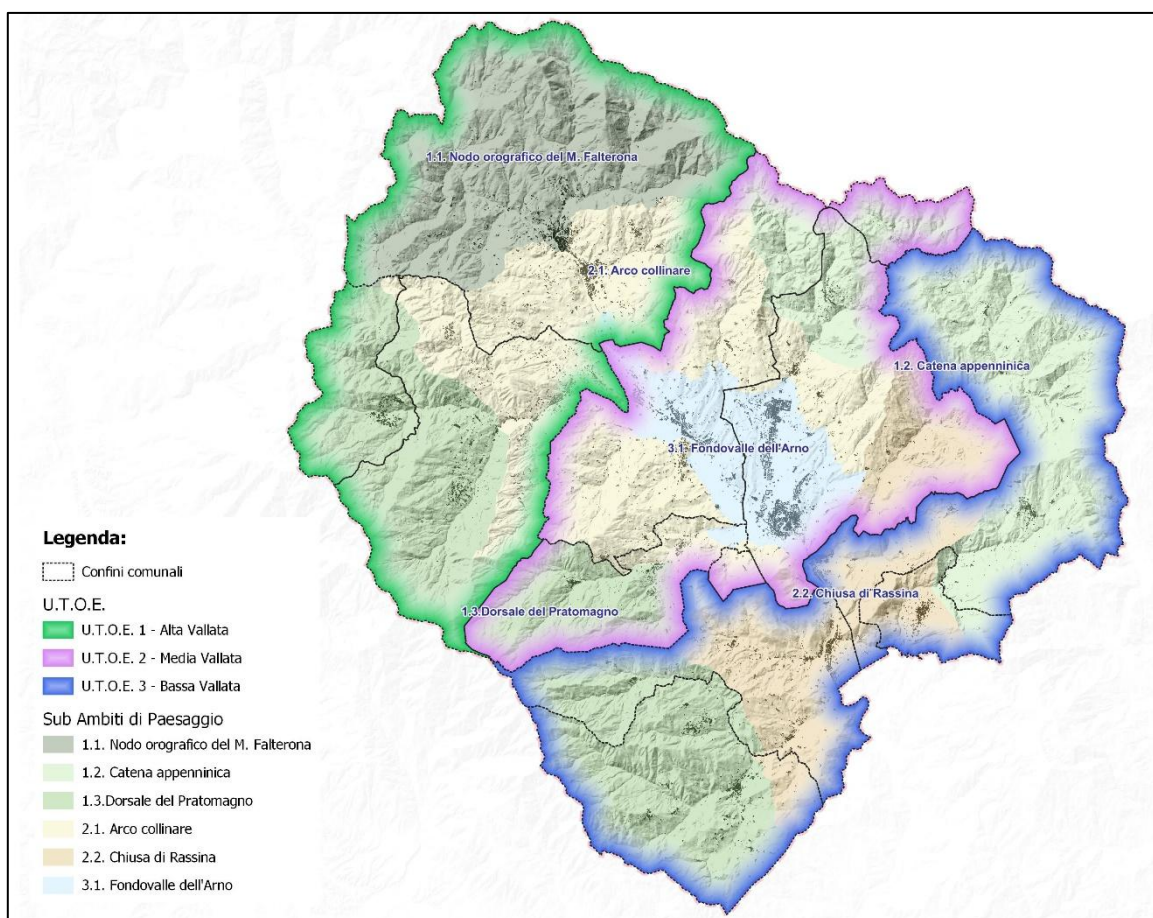 1.1. Nodo orografico del M. Falterona
2.1. Arco collinare
1.2. Catena appenninica
3.1. Fondovalle dell'Arno
2.2. Chiusa di Rassina
1.3.Dorsale del Pratomagno
Legenda:
Confini comunali
U.T.O.E.
U.T.O.E. 1 - Alta Vallata
U.T.O.E. 2 - Media Vallata
U.T.O.E. 3 - Bassa Vallata
Sub Ambiti di Paesaggio
1.1. Nodo orografico del M. Falterona
1.2. Catena appenninica
1.3.Dorsale del Pratomagno
2.1. Arco collinare
2.2. Chiusa di Rassina
3.1. Fondovalle dell'Arno